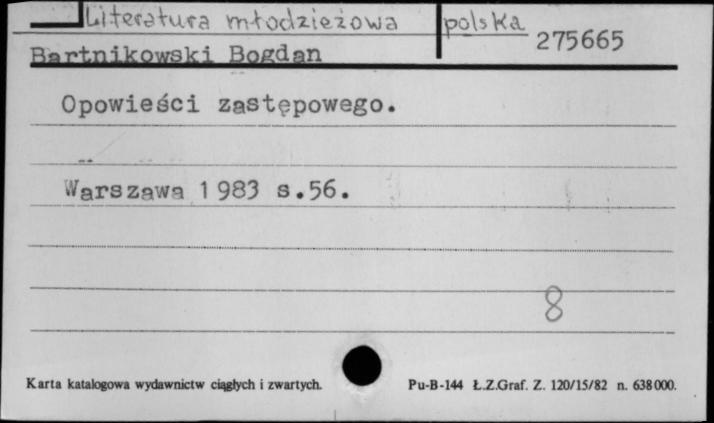 Literatura młodzieżowa polska
275665
Bartnikowski Bogdan
Opowieści zastępowego.
Warszawa 1983 s.56.
8
Karta katalogowa wydawnictw ciągłych i zwartych. Pu-B-144 Ł.Z.Graf. Z. 120/15/82 n. 638000.